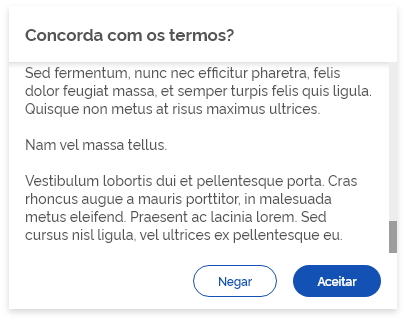 Concorda com os termos?
Sed fermentum, nunc nec efficitur pharetra, felis
dolor feugiat massa, et semper turpis felis quis ligula.
Quisque non metus at risus maximus ultrices.
Nam vel massa tellus.
Vestibulum lobortis dui et pellentesque porta. Cras
rhoncus augue a mauris porttitor, in malesuada
metus eleifend. Praesent ac lacinia lorem. Sed
cursus nisl ligula, vel ultrices ex pellentesque eu.
Negar Aceitar